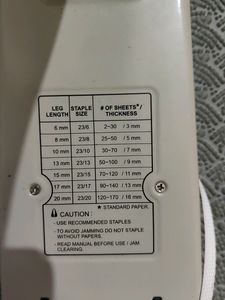 LEG LENGTH STAPLE SIZE # OF SHEETS*/ THICKNESS
6 mm 23/6 2~30 / 3 mm
8 mm 23/8 25~50 / 5 mm
10 mm 23/10 30~70 / 7 mm
13 mm 23/13 50~100 / 9 mm
15 mm 23/15 70~120 / 11 mm
17 mm 23/17 90~140 / 13 mm
20 mm 23/20 120~170 / 16 mm
★ STANDARD PAPER.
⚠ CAUTION :
- USE RECOMMENDED STAPLES
- TO AVOID JAMMING DO NOT STAPLE
WITHOUT PAPERS.
- READ MANUAL BEFORE USE / JAM
CLEARING.